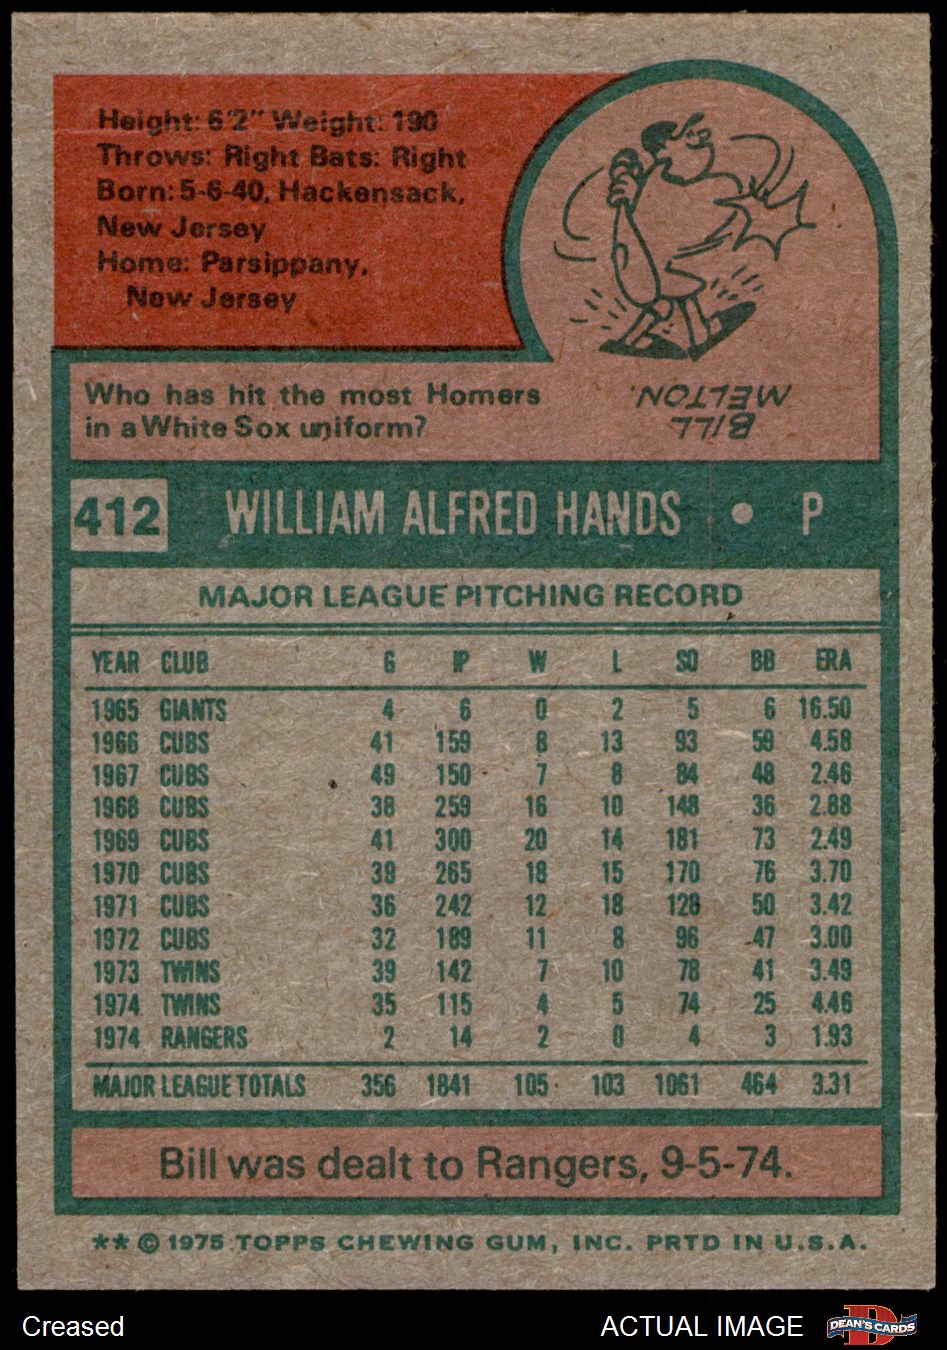 Height: 6'2" Weight: 190
Throws: Right Bats: Right
Born: 5-6-40, Hackensack,
New Jersey
Home: Parsippany,
New Jersey
Who has hit the most Homers
in a White Sox uniform?
BILL
MELTON.
412 WILLIAM ALFRED HANDS • P
MAJOR LEAGUE PITCHING RECORD
YEAR CLUB G IP W L SO BB ERA
1965 GIANTS 4 6 0 2 5 6 16.50
1966 CUBS 41 159 8 13 93 59 4.58
1967 CUBS 49 150 7 8 84 48 2.46
1968 CUBS 38 259 16 10 148 36 2.88
1969 CUBS 41 300 20 14 181 73 2.49
1970 CUBS 39 265 18 15 170 76 3.70
1971 CUBS 36 242 12 18 128 50 3.42
1972 CUBS 32 189 11 8 96 47 3.00
1973 TWINS 39 142 7 10 78 41 3.49
1974 TWINS 35 115 4 5 74 25 4.46
1974 RANGERS 2 14 2 0 4 3 1.93
MAJOR LEAGUE TOTALS 356 1841 105 103 1061 464 3.31
Bill was dealt to Rangers, 9-5-74.
** © 1975 TOPPS CHEWING GUM, INC. PRTD IN U.S.A.
Creased
ACTUAL IMAGE
DEAN'S CARDS